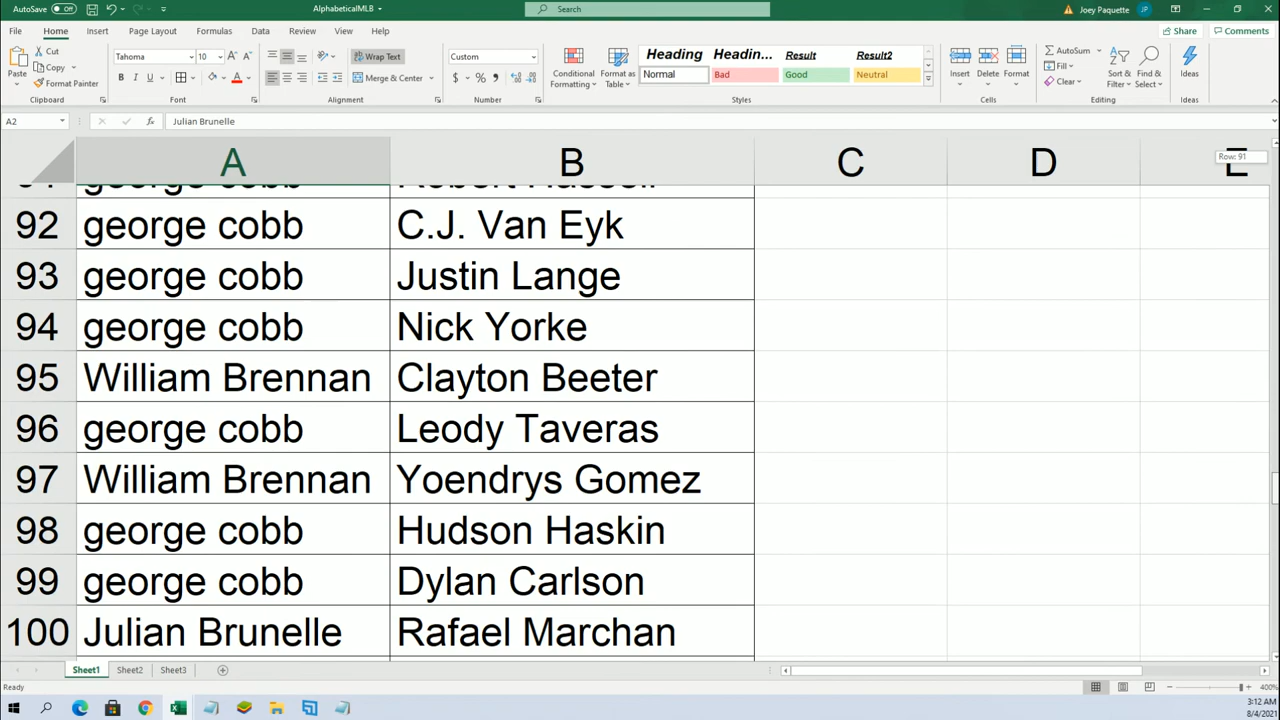 AutoSave Off AlphabeticalMLB Search Joey Paquette JP
File Home Insert Page Layout Formulas Data Review View Help Share Comments
Paste Cut Copy Format Painter Clipboard
Tahoma 10 B I U A Font
Wrap Text Merge & Center Alignment
Custom $ % Number
Conditional Formatting Format as Table
Heading Headin... Result Result2
Normal Bad Good Neutral
Styles
Insert Delete Format Cells
AutoSum Fill Clear Sort & Filter Find & Select Editing
Ideas Ideas
A2 fx Julian Brunelle
A B C D E
Row: 91
92 george cobb C.J. Van Eyk
93 george cobb Justin Lange
94 george cobb Nick Yorke
95 William Brennan Clayton Beeter
96 george cobb Leody Taveras
97 William Brennan Yoendrys Gomez
98 george cobb Hudson Haskin
99 george cobb Dylan Carlson
100 Julian Brunelle Rafael Marchan
Sheet1 Sheet2 Sheet3
Ready 400%
3:12 AM
8/4/2021